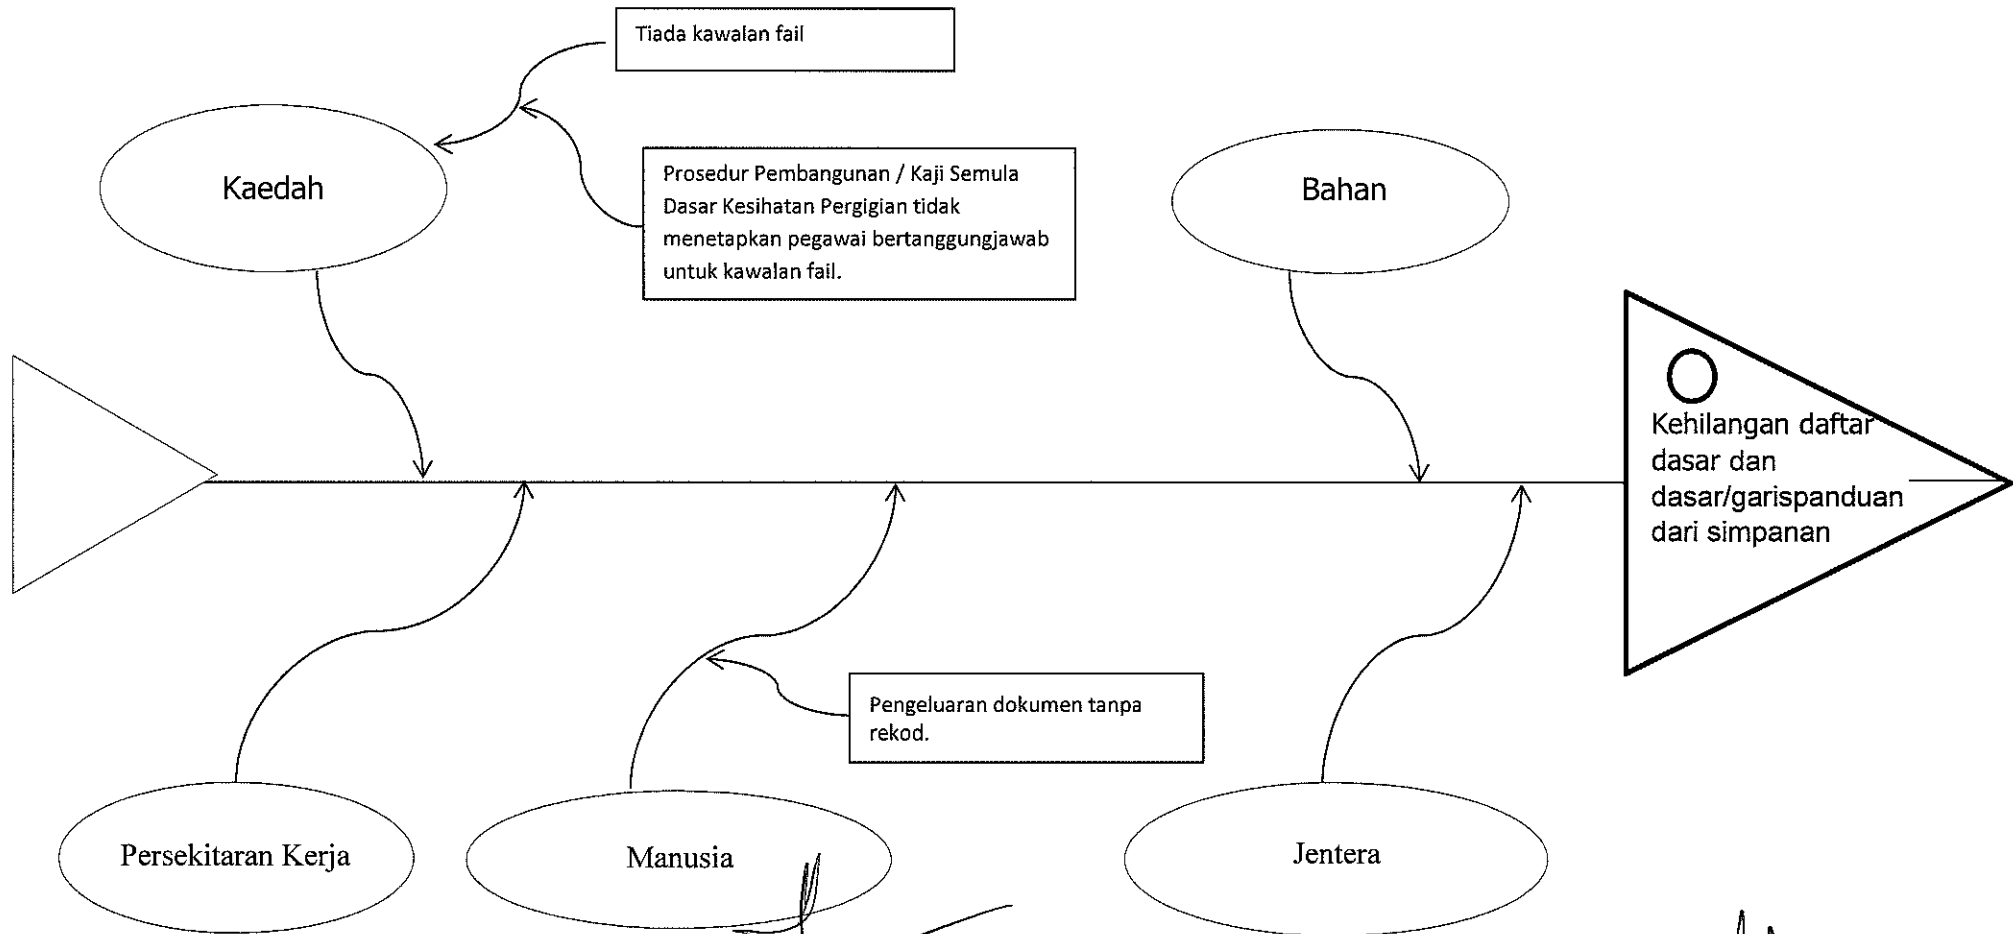 Tiada kawalan fail
Kaedah
Prosedur Pembangunan / Kaji Semula
Dasar Kesihatan Pergigian tidak
menetapkan pegawai bertanggungjawab
untuk kawalan fail.
Bahan
Kehilangan daftar
dasar dan
dasar/garispanduan
dari simpanan
Pengeluaran dokumen tanpa
rekod.
Persekitaran Kerja
Manusia
Jentera